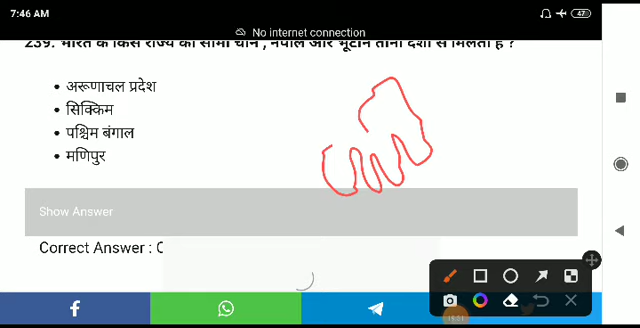 7:46 AM
47
No internet connection
239. भारत के किस राज्य की सीमा चीन , नेपाल और भूटान तीनो देशो से मिलती है ?
• अरूणाचल प्रदेश
• सिक्किम
• पश्चिम बंगाल
• मणिपुर
Show Answer
Correct Answer :